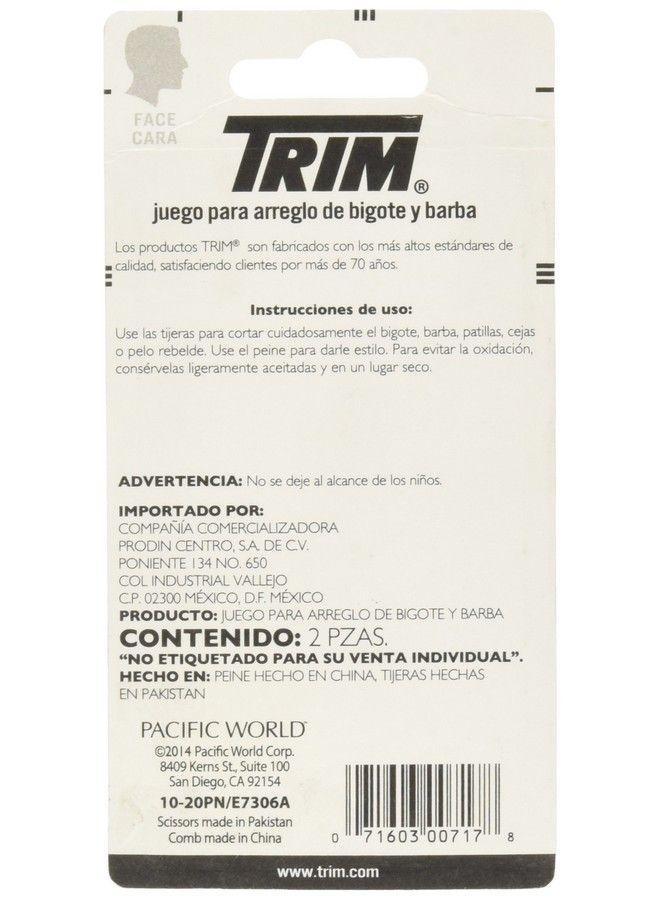 FACE
CARA
TRIM®
juego para arreglo de bigote y barba
Los productos TRIM® son fabricados con los más altos estándares de
calidad, satisfaciendo clientes por más de 70 años.
Instrucciones de uso:
Use las tijeras para cortar cuidadosamente el bigote, barba, patillas, cejas
o pelo rebelde. Use el peine para darle estilo. Para evitar la oxidación,
consérvelas ligeramente aceitadas y en un lugar seco.
ADVERTENCIA: No se deje al alcance de los niños.
IMPORTADO POR:
COMPAÑÍA COMERCIALIZADORA
PRODIN CENTRO, S.A. DE C.V.
PONIENTE 134 NO. 650
COL INDUSTRIAL VALLEJO
C.P. 02300 MÉXICO, D.F. MÉXICO
PRODUCTO: JUEGO PARA ARREGLO DE BIGOTE Y BARBA
CONTENIDO: 2 PZAS.
“NO ETIQUETADO PARA SU VENTA INDIVIDUAL”.
HECHO EN: PEINE HECHO EN CHINA, TIJERAS HECHAS
EN PAKISTAN
PACIFIC WORLD™
©2014 Pacific World Corp.
8409 Kerns St., Suite 100
San Diego, CA 92154
10-20PN/E7306A
Scissors made in Pakistan
Comb made in China
0 71603 00717 8
www.trim.com